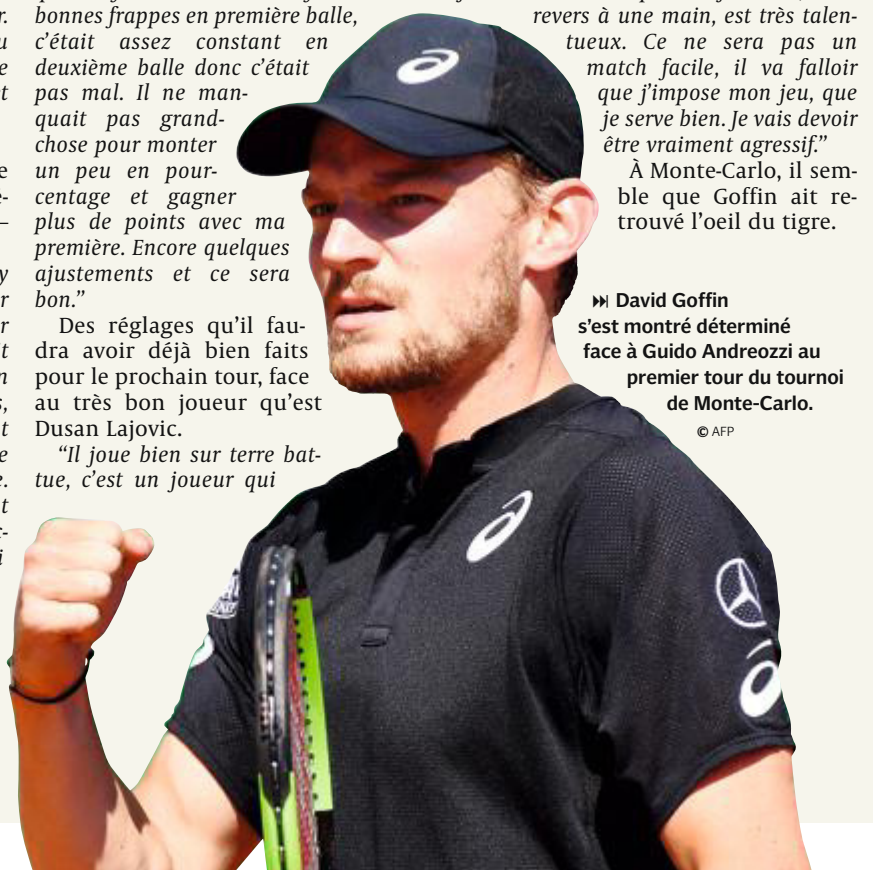 r.
u
e
et
e
é-
–
y
r
r
t
n
s,
t
e
e.
t
r-
i
bonnes frappes en première balle,
c'était assez constant en
deuxième balle donc c'était
pas mal. Il ne man-
quait pas grand-
chose pour monter
un peu en pour-
centage et gagner
plus de points avec ma
première. Encore quelques
ajustements et ce sera
bon.”
Des réglages qu'il fau-
dra avoir déjà bien faits
pour le prochain tour, face
au très bon joueur qu'est
Dusan Lajovic.
“Il joue bien sur terre bat-
tue, c'est un joueur qui
revers à une main, est très talen-
tueux. Ce ne sera pas un
match facile, il va falloir
que j'impose mon jeu, que
je serve bien. Je vais devoir
être vraiment agressif.”
À Monte-Carlo, il sem-
ble que Goffin ait re-
trouvé l'oeil du tigre.
David Goffin
s'est montré déterminé
face à Guido Andreozzi au
premier tour du tournoi
de Monte-Carlo.
© AFP